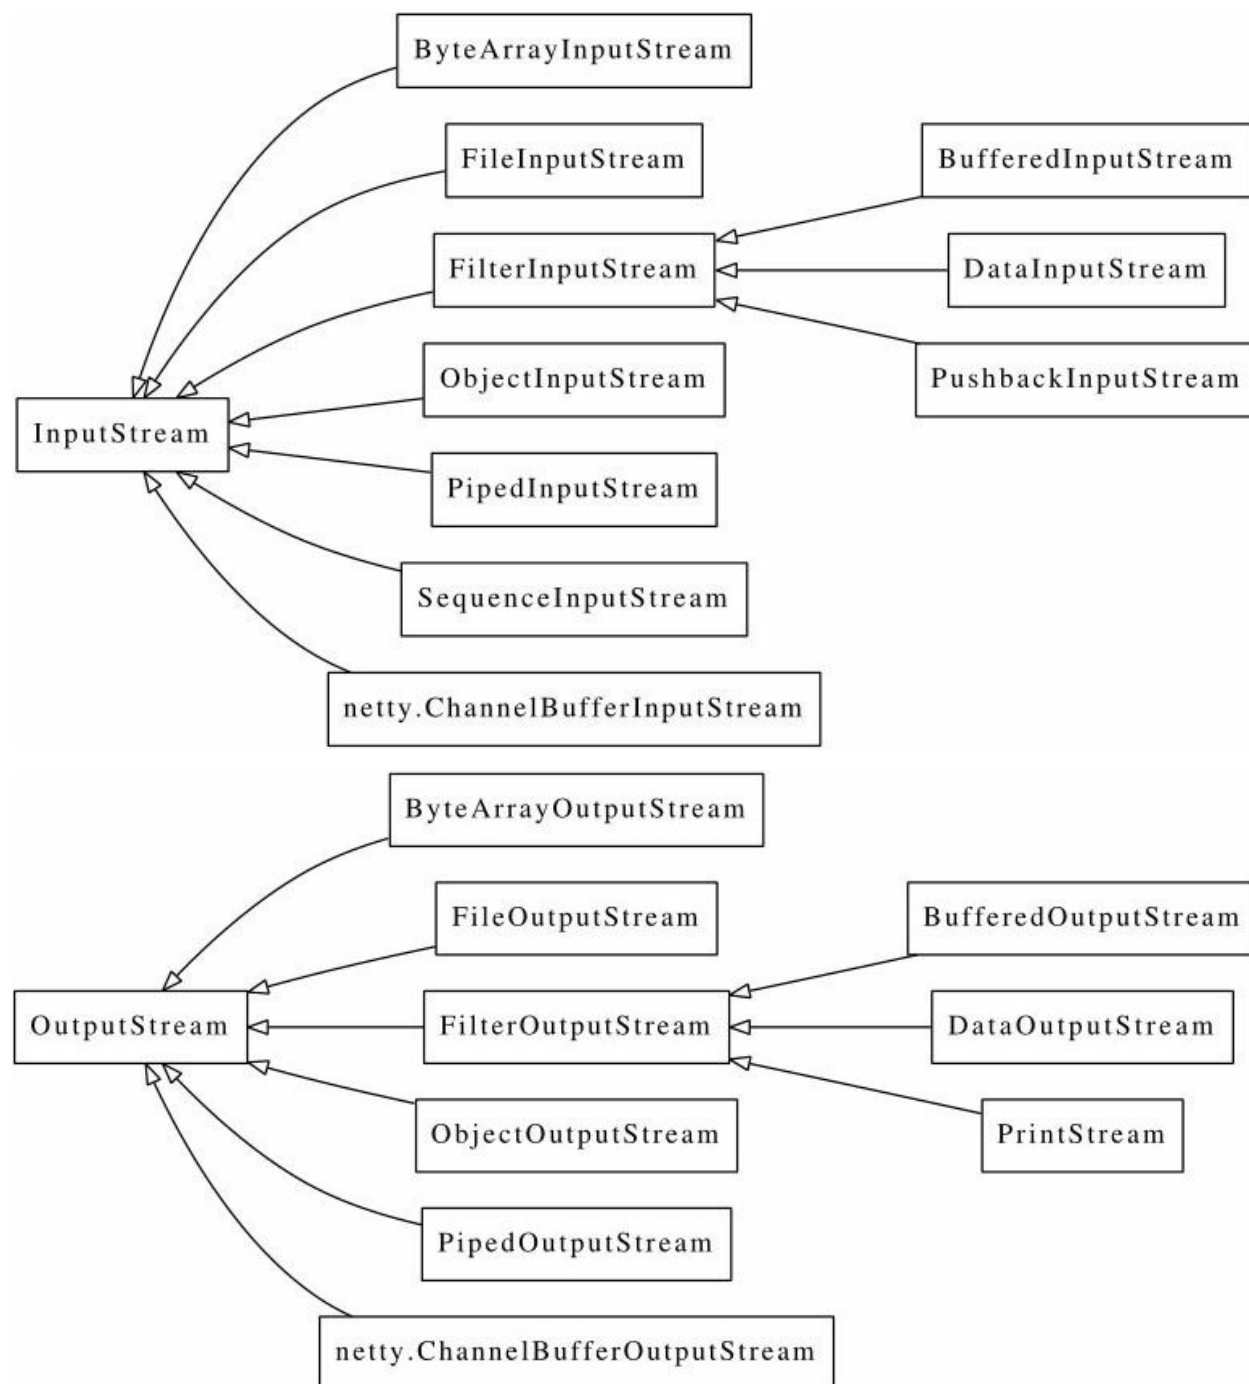 ByteArrayInputStream
FileInputStream
BufferedInputStream
FilterInputStream
DataInputStream
ObjectInputStream
PushbackInputStream
InputStream
PipedInputStream
SequenceInputStream
netty.ChannelBufferInputStream
ByteArrayOutputStream
FileOutputStream
BufferedOutputStream
OutputStream
FilterOutputStream
DataOutputStream
ObjectOutputStream
PrintStream
PipedOutputStream
netty.ChannelBufferOutputStream